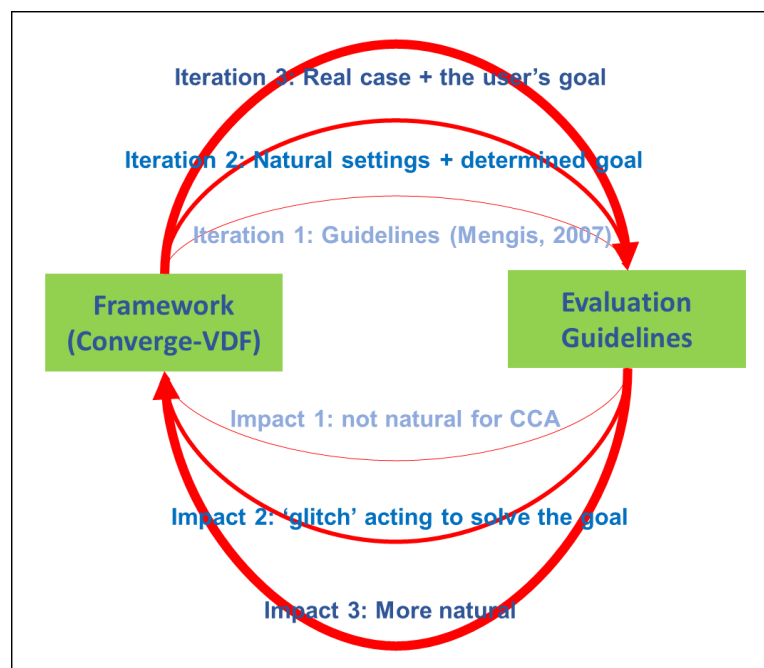 Iteration 3: Real case + the user’s goal
Iteration 2: Natural settings + determined goal
Iteration 1: Guidelines (Mengis, 2007)
Framework
(Converge-VDF)
Evaluation
Guidelines
Impact 1: not natural for CCA
Impact 2: ‘glitch’ acting to solve the goal
Impact 3: More natural